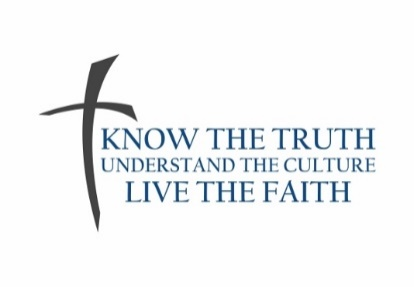 KNOW THE TRUTH
UNDERSTAND THE CULTURE
LIVE THE FAITH